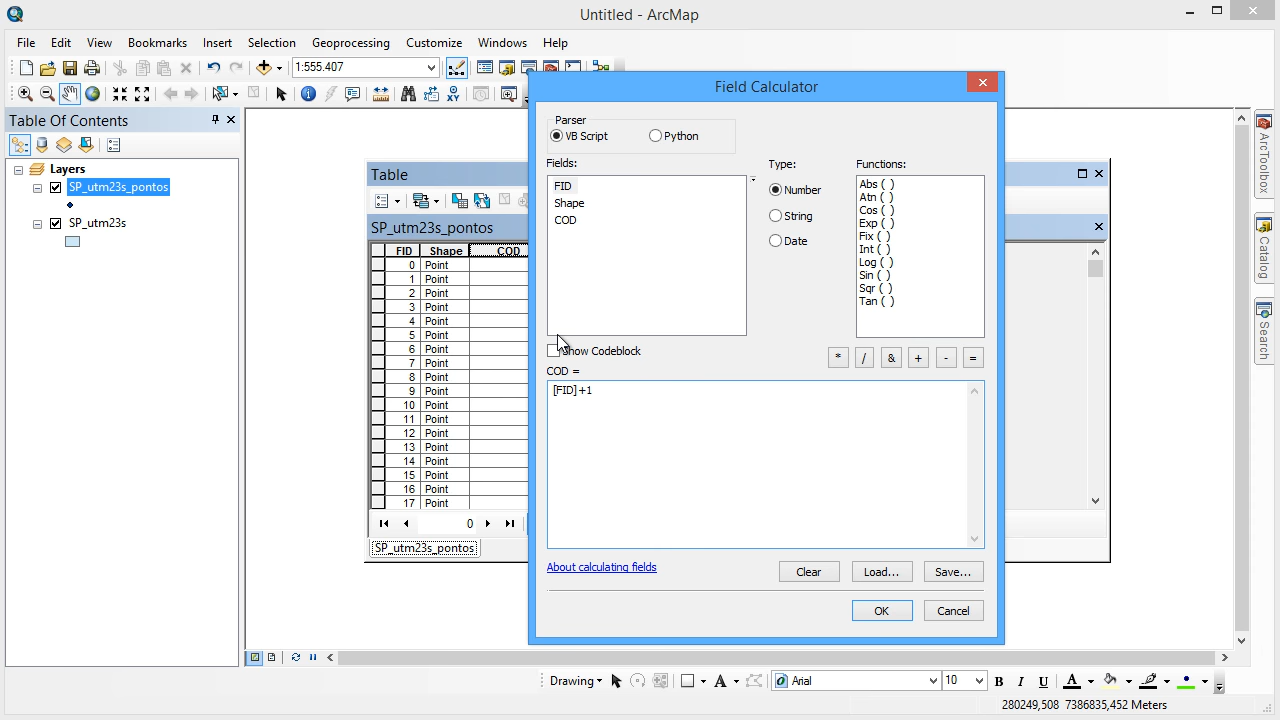 Untitled - ArcMap
File Edit View Bookmarks Insert Selection Geoprocessing Customize Windows Help
1:555.407
Table Of Contents
Layers
SP_utm23s_pontos
SP_utm23s
Table
SP_utm23s_pontos
FID Shape COD
0 Point
1 Point
2 Point
3 Point
4 Point
5 Point
6 Point
7 Point
8 Point
9 Point
10 Point
11 Point
12 Point
13 Point
14 Point
15 Point
16 Point
17 Point
0
SP_utm23s_pontos
Field Calculator
Parser
VB Script Python
Fields:
FID
Shape
COD
Type:
Number
String
Date
Functions:
Abs ( )
Atn ( )
Cos ( )
Exp ( )
Fix ( )
Int ( )
Log ( )
Sin ( )
Sqr ( )
Tan ( )
Show Codeblock
* / & + - =
COD =
[FID]+1
About calculating fields
Clear Load... Save...
OK Cancel
ArcToolbox
Catalog
Search
Drawing A Arial 10 B I U A
280249,508 7386835,452 Meters